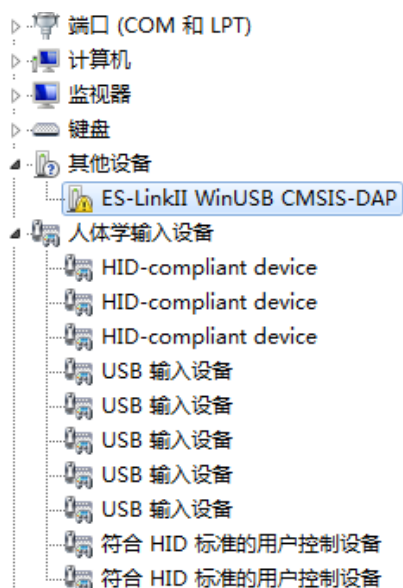 端口 (COM 和 LPT)
计算机
监视器
键盘
其他设备
ES-LinkII WinUSB CMSIS-DAP
人体学输入设备
HID-compliant device
HID-compliant device
HID-compliant device
USB 输入设备
USB 输入设备
USB 输入设备
USB 输入设备
USB 输入设备
符合 HID 标准的用户控制设备
符合 HID 标准的用户控制设备